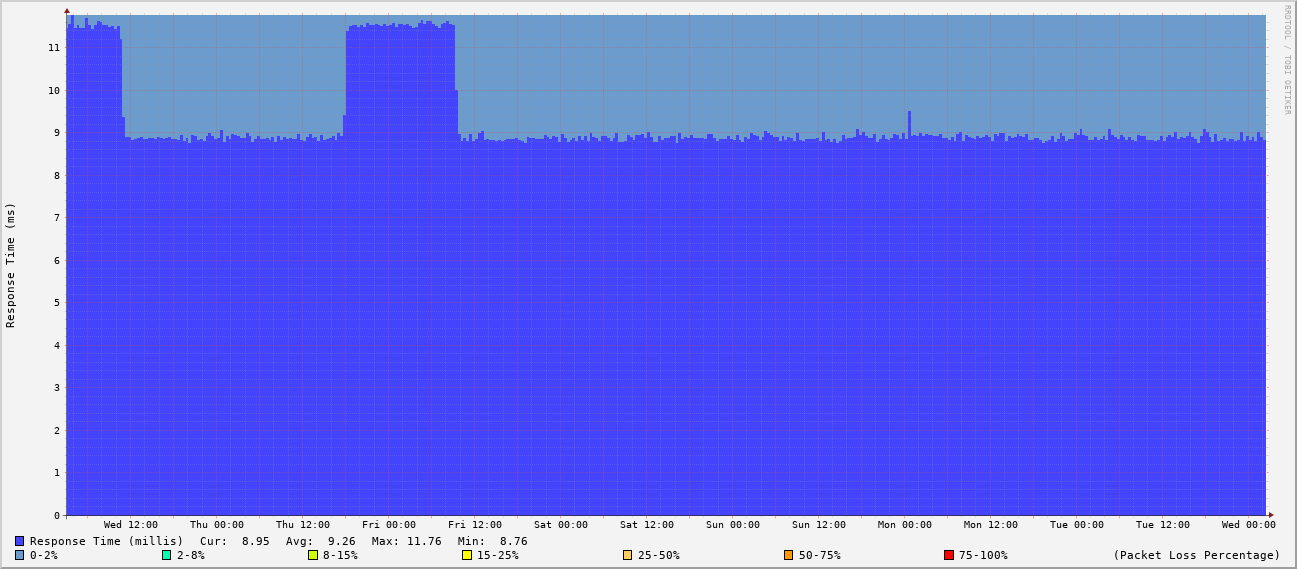 RRDTOOL / TOBI OETIKER
Response Time (ms)
11
10
9
8
7
6
5
4
3
2
1
0
Wed 12:00 Thu 00:00 Thu 12:00 Fri 00:00 Fri 12:00 Sat 00:00 Sat 12:00 Sun 00:00 Sun 12:00 Mon 00:00 Mon 12:00 Tue 00:00 Tue 12:00 Wed 00:00
Response Time (millis) Cur: 8.95 Avg: 9.26 Max: 11.76 Min: 8.76
0-2% 2-8% 8-15% 15-25% 25-50% 50-75% 75-100% (Packet Loss Percentage)